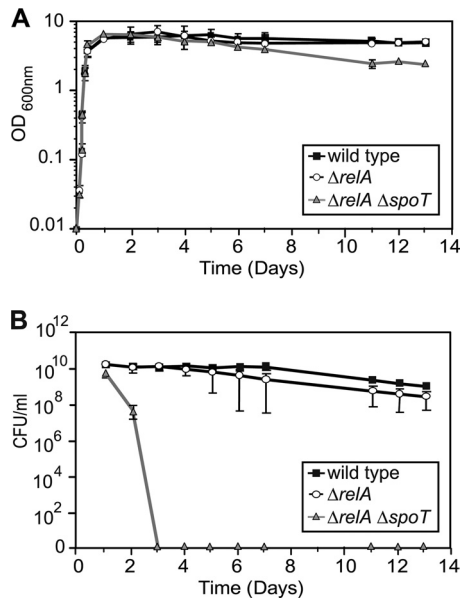 A
OD 600nm
10
1
0.1
0.01
wild type
ΔrelA
ΔrelA ΔspoT
0 2 4 6 8 10 12 14
Time (Days)
B
CFU/ml
10^12
10^10
10^8
10^6
10^4
10^2
0
wild type
ΔrelA
ΔrelA ΔspoT
0 2 4 6 8 10 12 14
Time (Days)